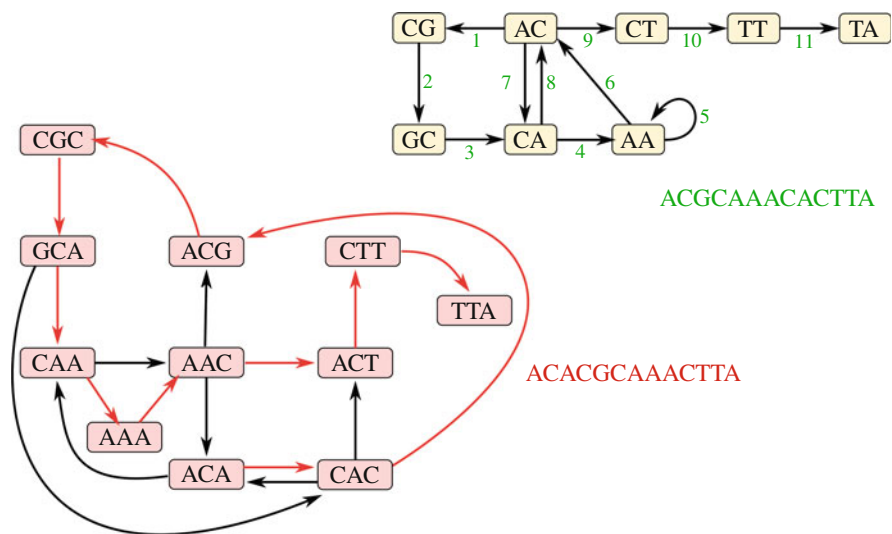 CG AC CT TT TA
1 9 10 11
2 7 8 6 5
GC CA AA
3 4
ACGCAAACACTTA
CGC
GCA ACG CTT
TTA
CAA AAC ACT
ACACGCAAACTTA
AAA
ACA CAC